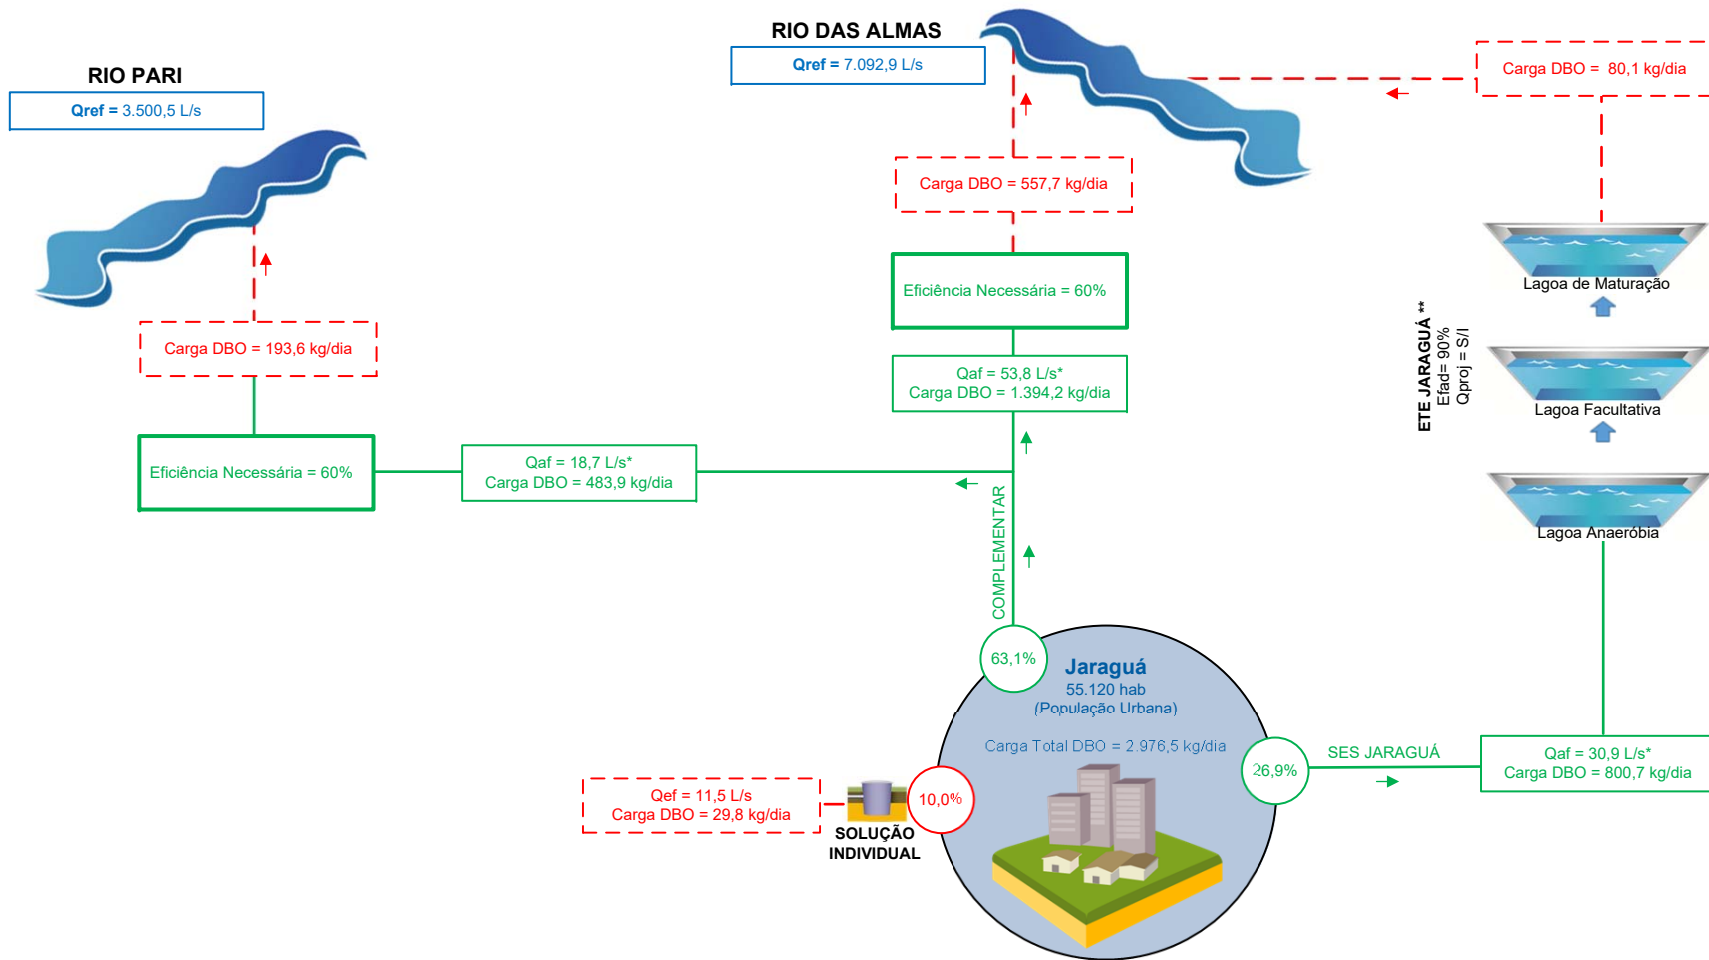 RIO PARI
Qref = 3.500,5 L/s
RIO DAS ALMAS
Qref = 7.092,9 L/s
Carga DBO = 80,1 kg/dia
Carga DBO = 557,7 kg/dia
Eficiência Necessária = 60%
Qaf = 53,8 L/s*
Carga DBO = 1.394,2 kg/dia
Carga DBO = 193,6 kg/dia
Eficiência Necessária = 60%
Qaf = 18,7 L/s*
Carga DBO = 483,9 kg/dia
COMPLEMENTAR
63,1%
Lagoa de Maturação
Lagoa Facultativa
Lagoa Anaeróbia
ETE JARAGUÁ **
Efad= 90%
Qproj = S/I
Jaraguá
55.120 hab
(População Urbana)
Carga Total DBO = 2.976,5 kg/dia
26,9%
SES JARAGUÁ
Qaf = 30,9 L/s*
Carga DBO = 800,7 kg/dia
10,0%
SOLUÇÃO
INDIVIDUAL
Qef = 11,5 L/s
Carga DBO = 29,8 kg/dia